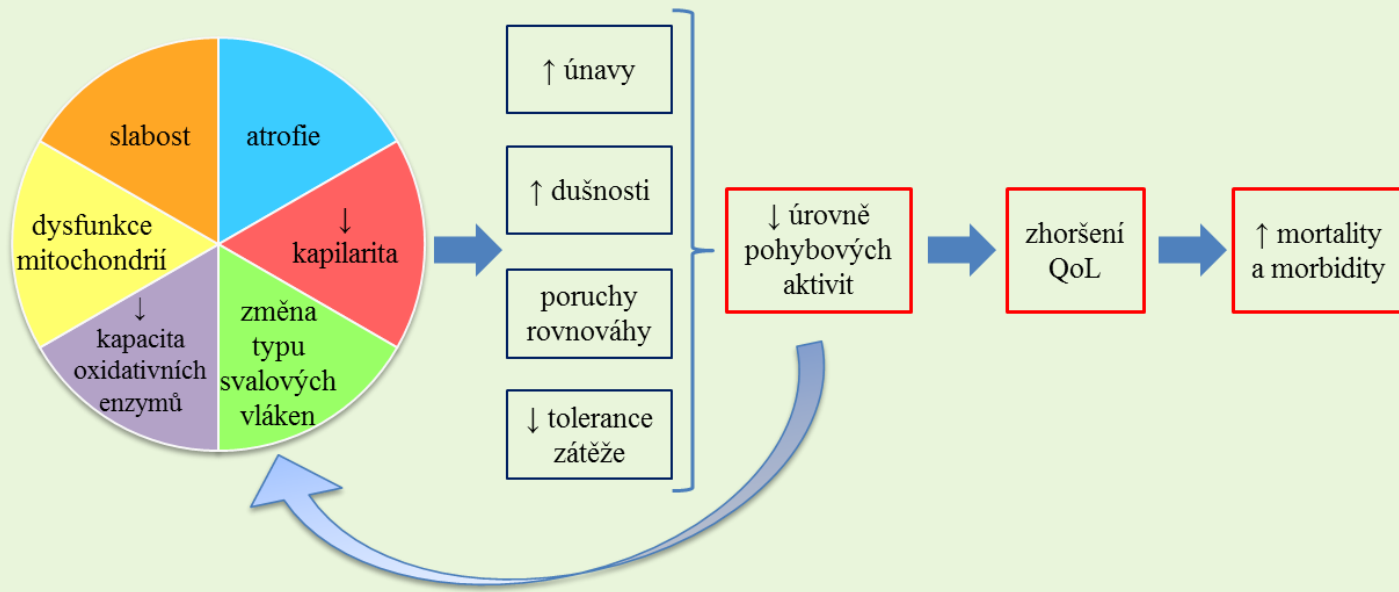 slabost
atrofie
↓
kapilarita
změna
typu
svalových
vláken
↓
kapacita
oxidativních
enzymů
dysfunkce
mitochondrií
↑ únavy
↑ dušnosti
poruchy
rovnováhy
↓ tolerance
zátěže
↓ úrovně
pohybových
aktivit
zhoršení
QoL
↑ mortality
a morbidity